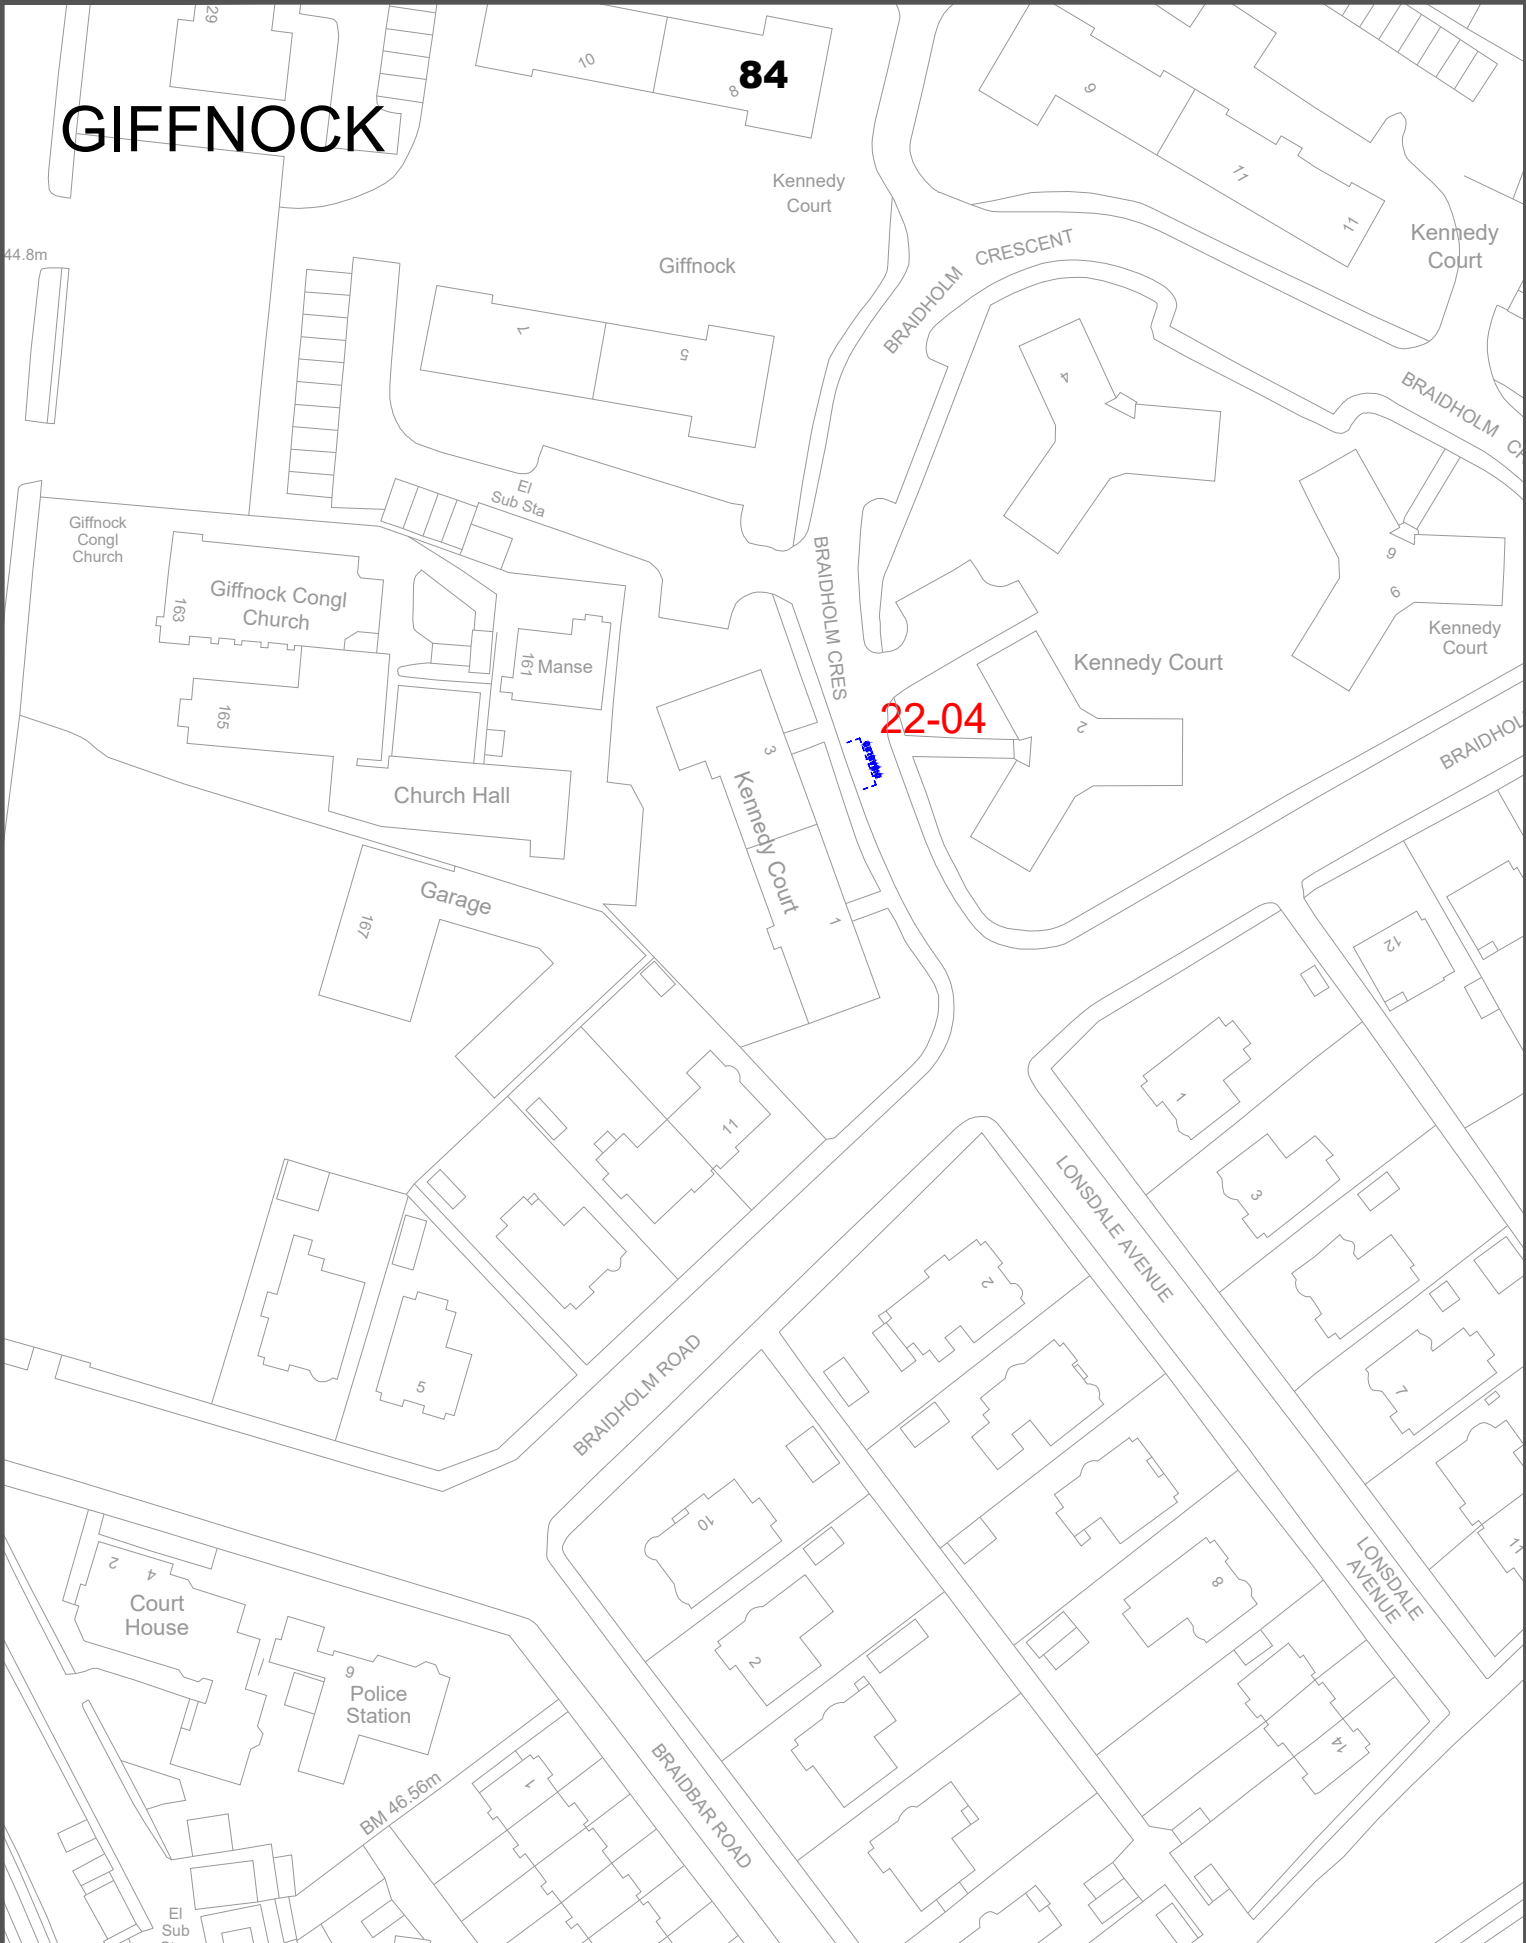 29
10
8
84
GIFFNOCK
9
11
11
Kennedy
Court
Kennedy
Court
44.8m
Giffnock
BRAIDHOLM
CRESCENT
7
5
4
BRAIDHOLM
El
Sub Sta
Giffnock
Congl
Church
Giffnock Congl
Church
163
BRAIDHOLM CRES
9
6
Kennedy
Court
161
Manse
Kennedy Court
165
22-04
2
3
Kennedy Court
Church Hall
1
Garage
167
12
1
11
3
LONSDALE AVENUE
2
5
7
BRAIDHOLM ROAD
10
LONSDALE
AVENUE
11
2
4
Court
House
8
9
Police
Station
2
14
BM 46.56m
1
BRAIDBAR ROAD
El
Sub